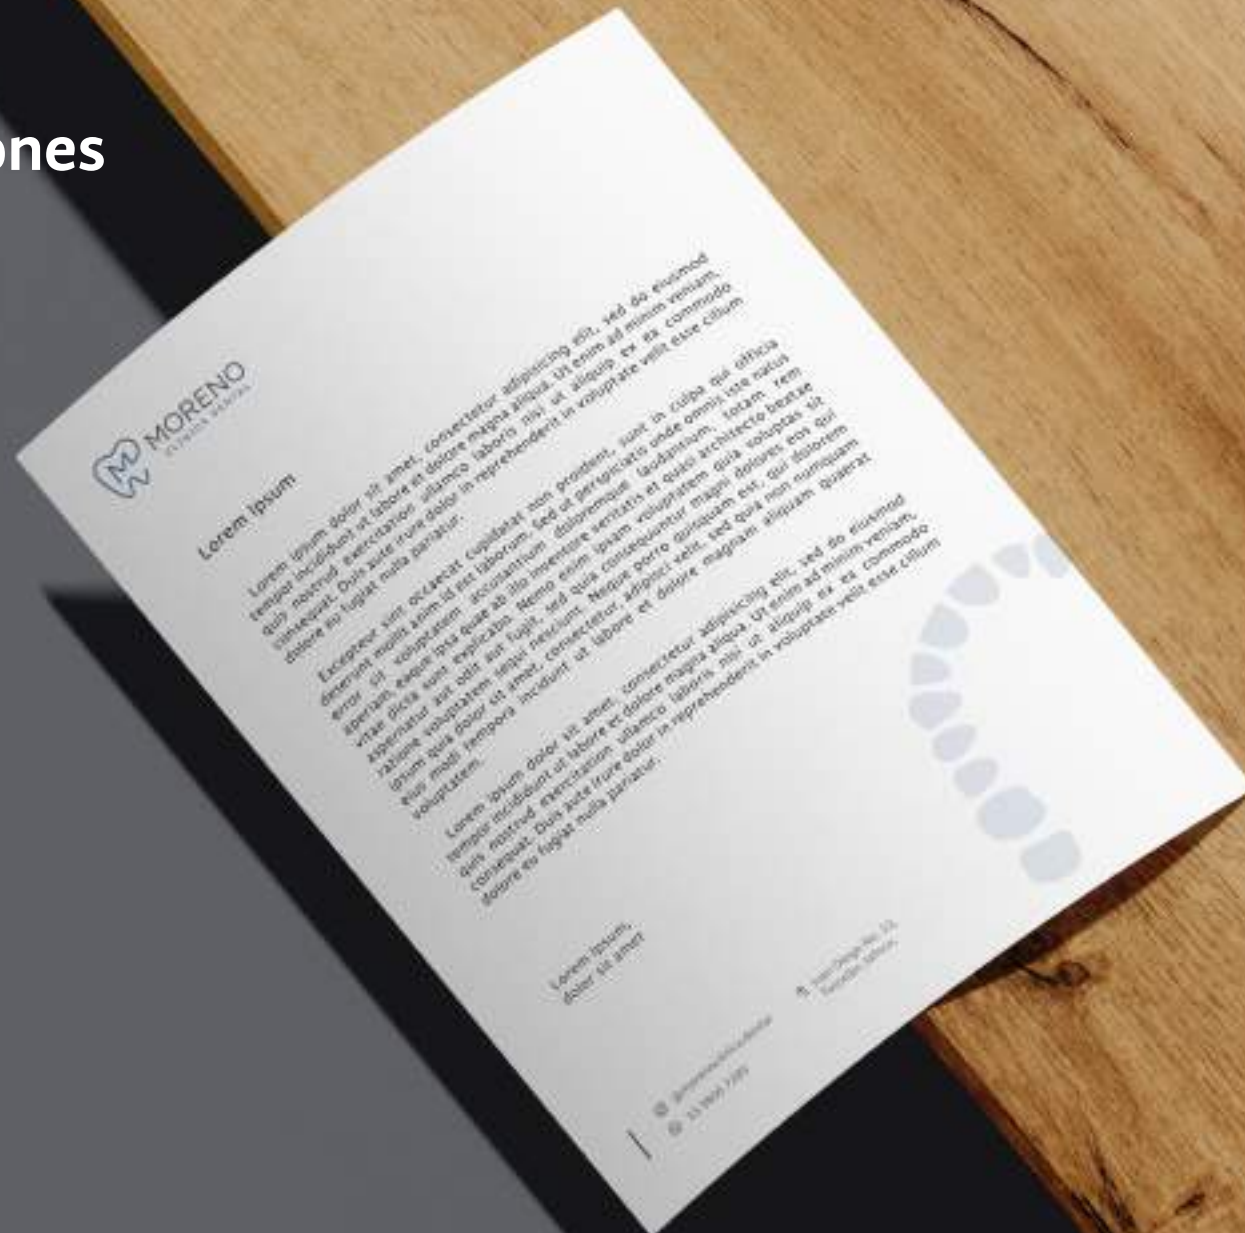 ones
MORENO
CLÍNICA DENTAL
Lorem Ipsum
Lorem ipsum dolor sit amet, consectetur adipisicing elit, sed do eiusmod
tempor incididunt ut labore et dolore magna aliqua. Ut enim ad minim veniam,
quis nostrud exercitation ullamco laboris nisi ut aliquip ex ea commodo
consequat. Duis aute irure dolor in reprehenderit in voluptate velit esse cillum
dolore eu fugiat nulla pariatur.
Excepteur sint occaecat cupidatat non proident, sunt in culpa qui officia
deserunt mollit anim id est laborum. Sed ut perspiciatis unde omnis iste natus
error sit voluptatem accusantium doloremque laudantium, totam rem
aperiam, eaque ipsa quae ab illo inventore veritatis et quasi architecto beatae
vitae dicta sunt explicabo. Nemo enim ipsam voluptatem quia voluptas sit
aspernatur aut odit aut fugit, sed quia consequuntur magni dolores eos qui
ratione voluptatem sequi nesciunt. Neque porro quisquam est, qui dolorem
ipsum quia dolor sit amet, consectetur, adipisci velit, sed quia non numquam
eius modi tempora incidunt ut labore et dolore magnam aliquam quaerat
voluptatem.
Lorem ipsum dolor sit amet, consectetur adipisicing elit, sed do eiusmod
tempor incididunt ut labore et dolore magna aliqua. Ut enim ad minim veniam,
quis nostrud exercitation ullamco laboris nisi ut aliquip ex ea commodo
consequat. Duis aute irure dolor in reprehenderit in voluptate velit esse cillum
dolore eu fugiat nulla pariatur.
Lorem ipsum,
dolor sit amet